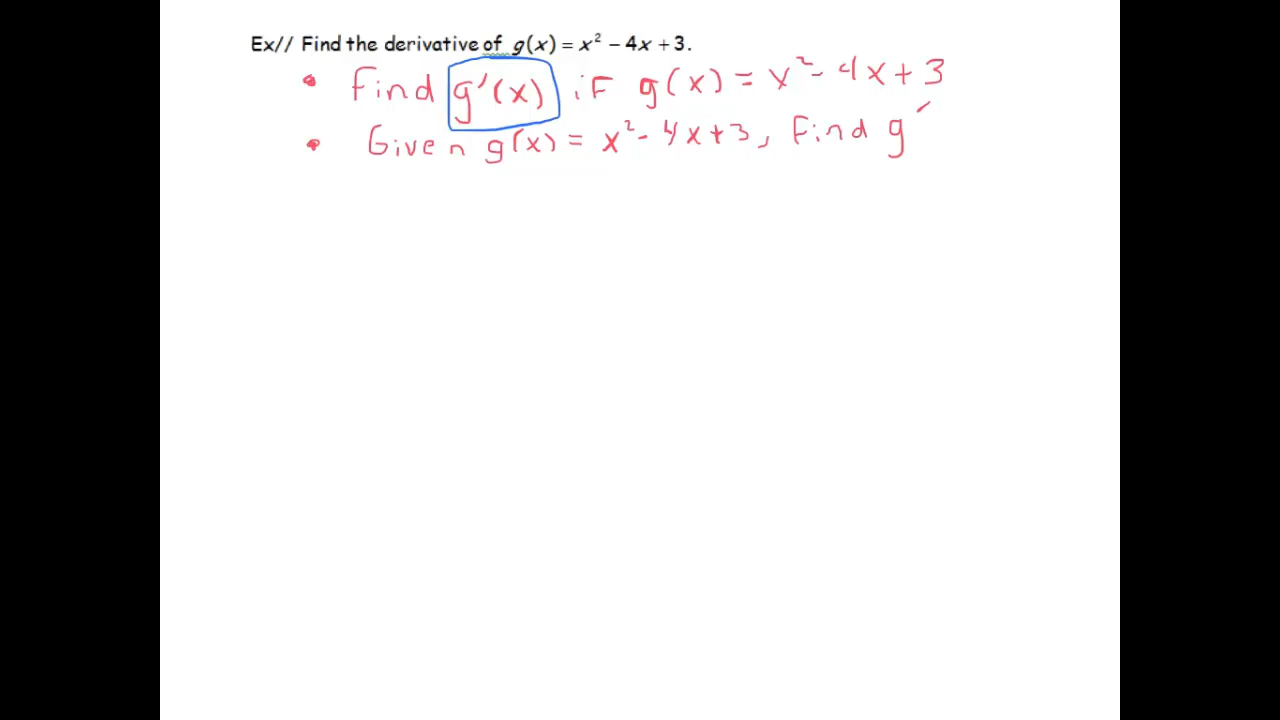 Ex// Find the derivative of g(x) = x² − 4x + 3.
• Find g'(x) if g(x) = x² - 4x + 3
• Given g(x) = x² - 4x + 3, Find g'